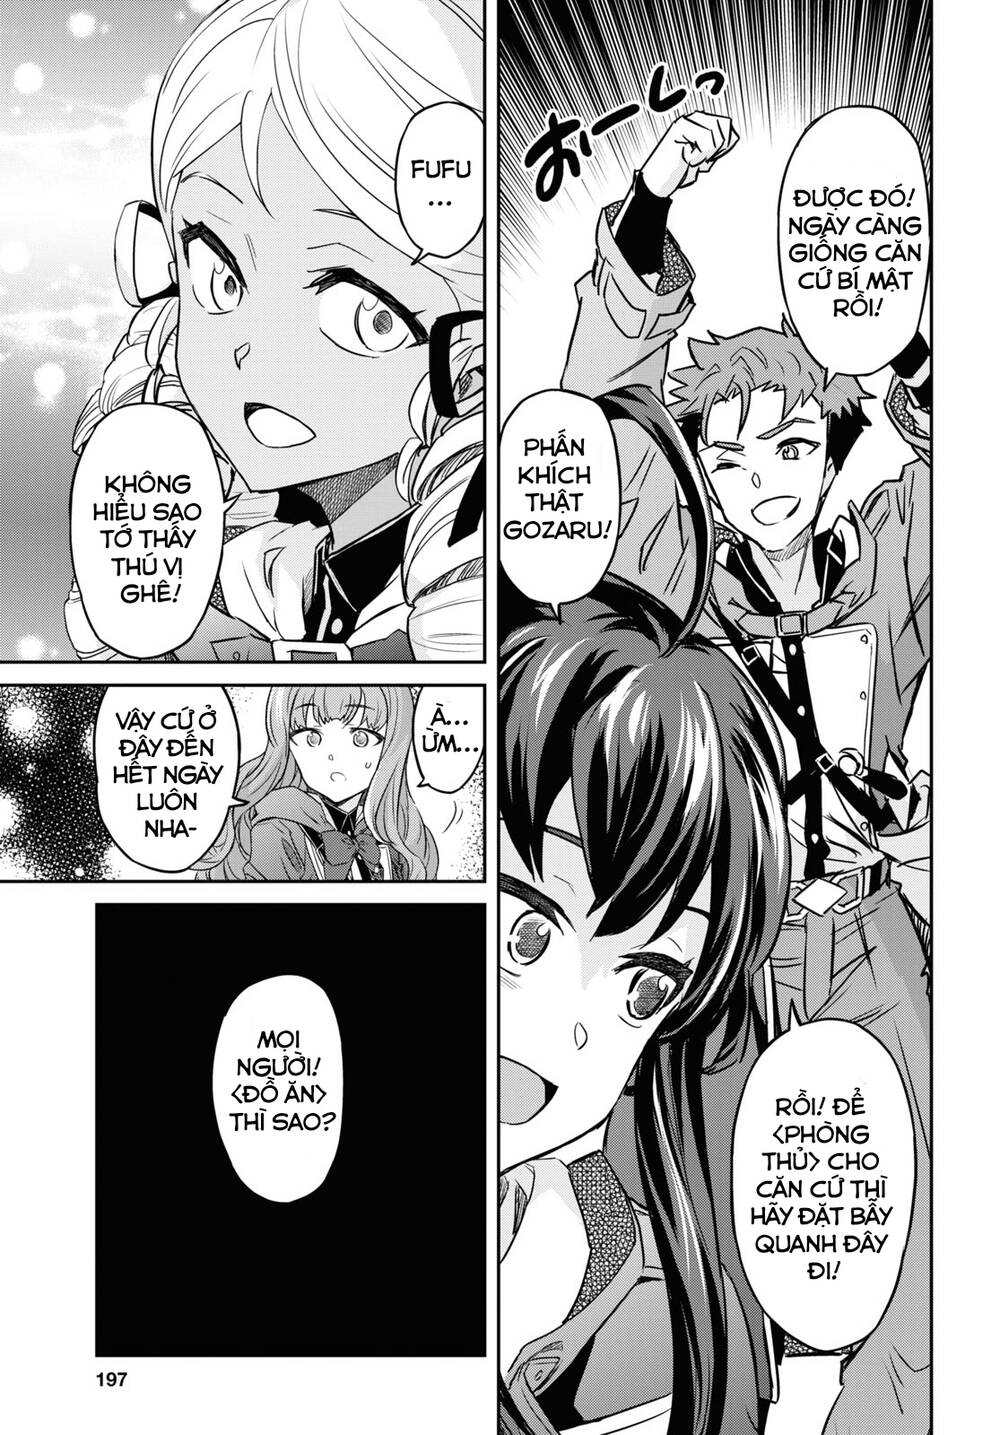 ĐƯỢC ĐÓ!
NGÀY CÀNG
GIỐNG CĂN
CỨ BÍ MẬT
RỒI!
おーしっ
PHẤN
KHÍCH
THẬT
GOZARU!
RỒI! ĐỂ
<PHÒNG
THỦ> CHO
CĂN CỨ THÌ
HÃY ĐẶT BẪY
QUANH ĐÂY
ĐI!
FUFU
...
KHÔNG
HIỂU SAO
TỚ THẤY
THÚ VỊ
GHÊ!
À...
ỪM...
VẬY CỨ Ở
ĐÂY ĐẾN
HẾT NGÀY
LUÔN
NHA-
MỌI
NGƯỜI!
<ĐỒ ĂN>
THÌ SAO?
197